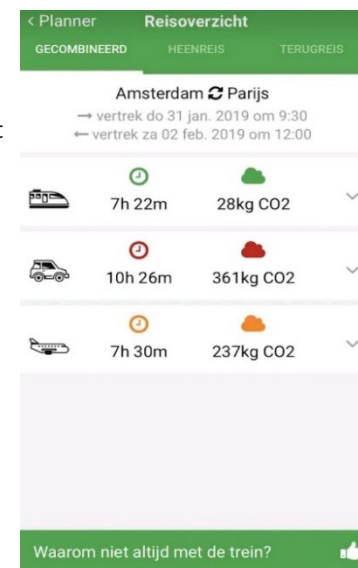 < Planner Reisoverzicht
GECOMBINEERD HEENREIS TERUGREIS
Amsterdam Parijs
→ vertrek do 31 jan. 2019 om 9:30
← vertrek za 02 feb. 2019 om 12:00
7h 22m 28kg CO2
10h 26m 361kg CO2
7h 30m 237kg CO2
Waarom niet altijd met de trein?